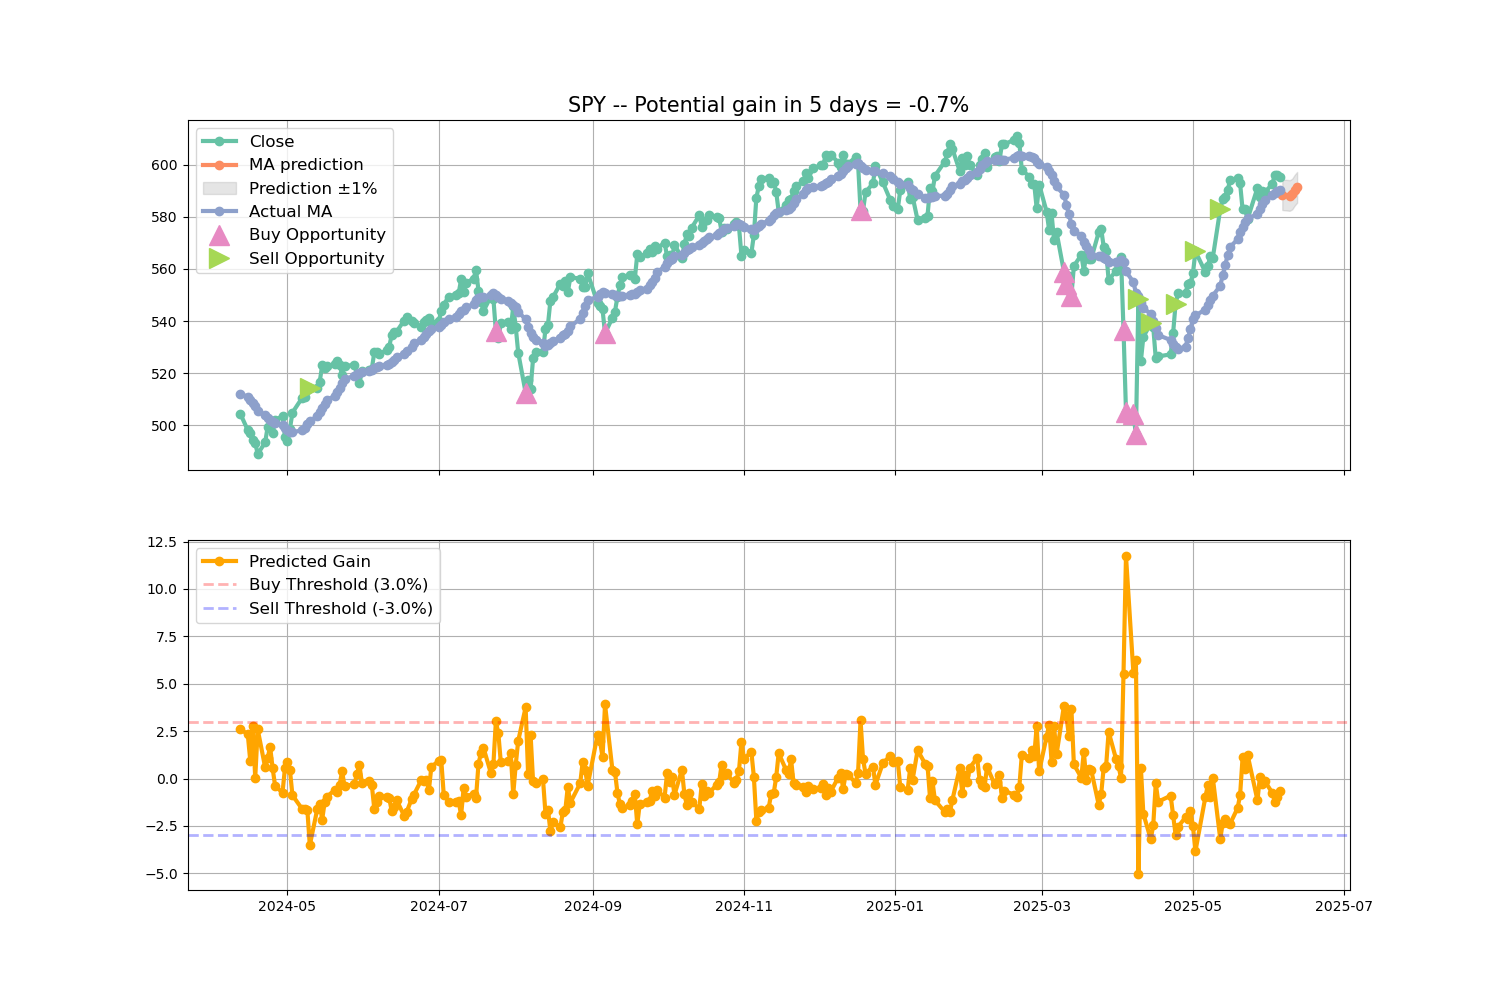 SPY -- Potential gain in 5 days = -0.7%
Close
MA prediction
Prediction ±1%
Actual MA
Buy Opportunity
Sell Opportunity
600
580
560
540
520
500
12.5
10.0
7.5
5.0
2.5
0.0
−2.5
−5.0
Predicted Gain
Buy Threshold (3.0%)
Sell Threshold (-3.0%)
2024-05 2024-07 2024-09 2024-11 2025-01 2025-03 2025-05 2025-07